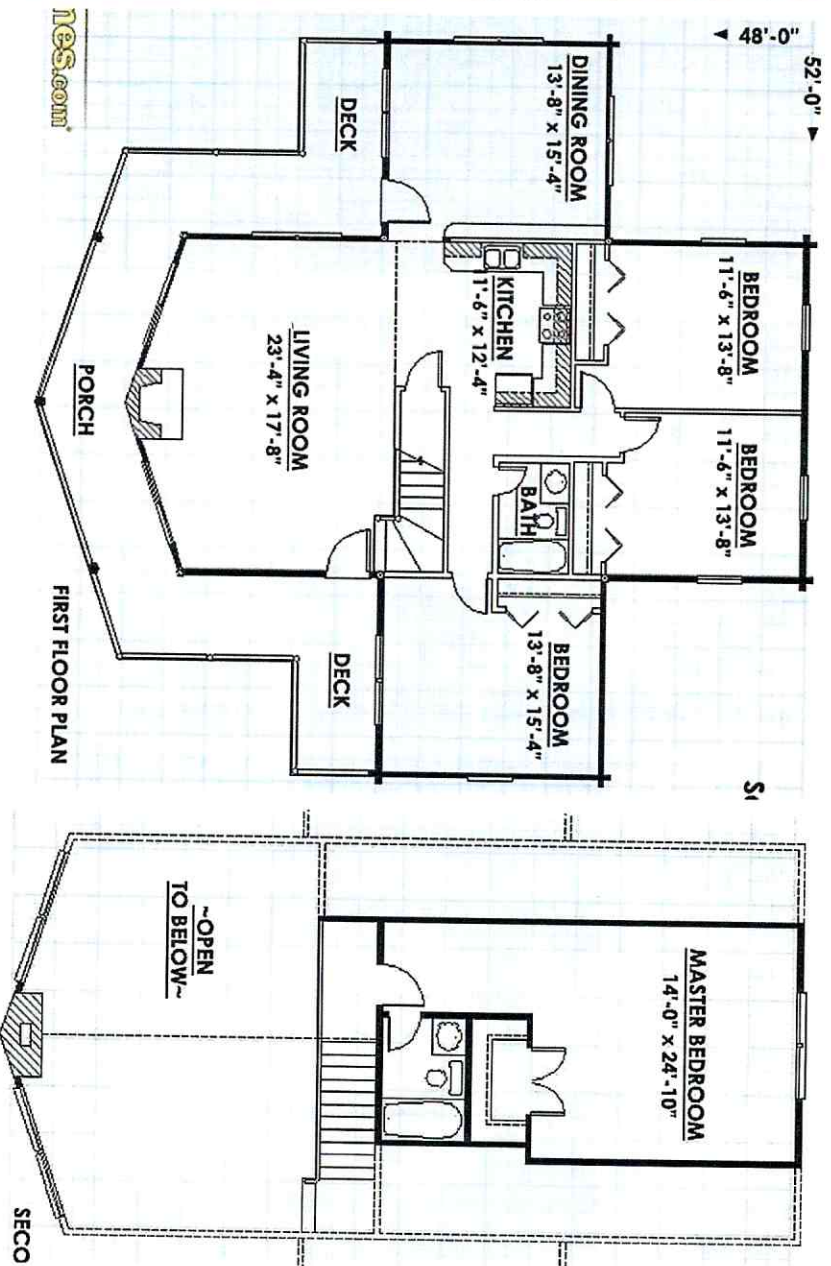 48'-0"
52'-0"
DINING ROOM
13'-8" x 15'-4"
DECK
BEDROOM
11'-6" x 13'-8"
KITCHEN
1'-6" x 12'-4"
LIVING ROOM
23'-4" x 17'-8"
PORCH
BEDROOM
11'-6" x 13'-8"
BATH
BEDROOM
13'-8" x 15'-4"
DECK
FIRST FLOOR PLAN
MASTER BEDROOM
14'-0" x 24'-10"
~OPEN
TO BELOW~
SECO
nes.com